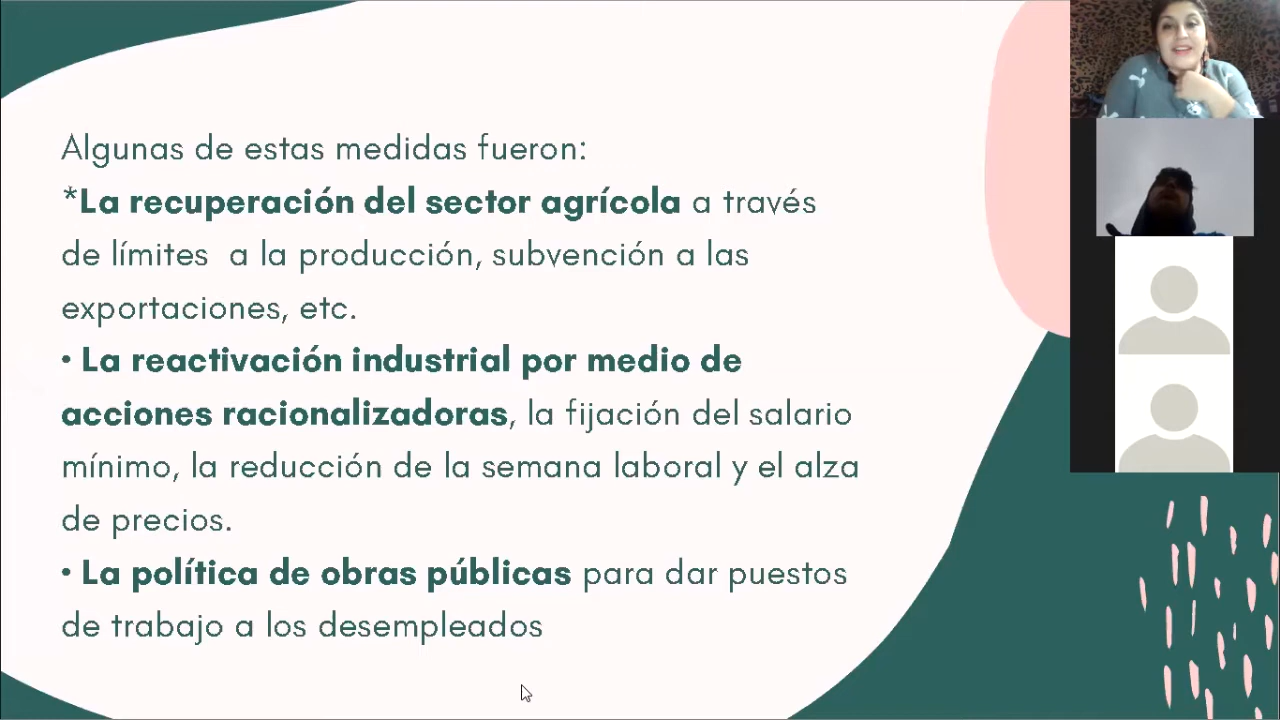 Algunas de estas medidas fueron:
*La recuperación del sector agrícola a través
de límites  a la producción, subvención a las
exportaciones, etc.
• La reactivación industrial por medio de
acciones racionalizadoras, la fijación del salario
mínimo, la reducción de la semana laboral y el alza
de precios.
• La política de obras públicas para dar puestos
de trabajo a los desempleados